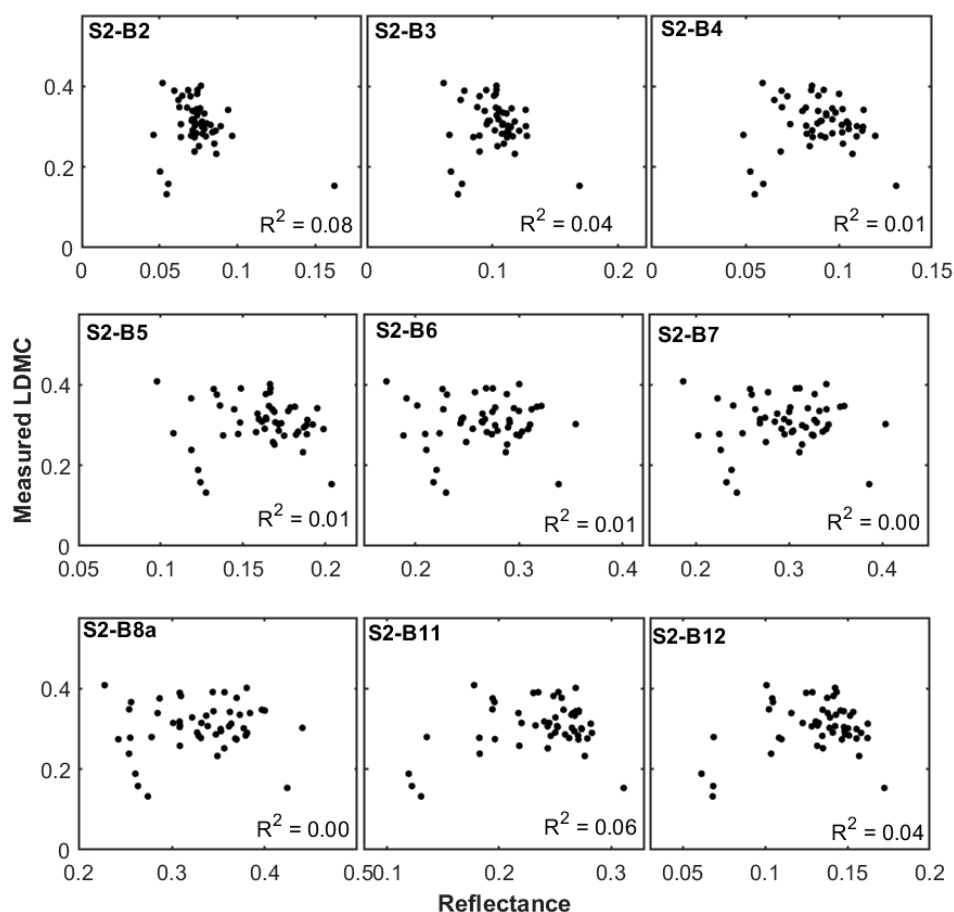 S2-B2
S2-B3
S2-B4
0.4
0.2
0
R² = 0.08
R² = 0.04
R² = 0.01
0 0.05 0.1 0.15
0 0.1 0.2
0 0.05 0.1 0.15
Measured LDMC
S2-B5
S2-B6
S2-B7
0.4
0.2
0
R² = 0.01
R² = 0.01
R² = 0.00
0.05 0.1 0.15 0.2
0.2 0.3 0.4
0.2 0.3 0.4
S2-B8a
S2-B11
S2-B12
0.4
0.2
0
R² = 0.00
R² = 0.06
R² = 0.04
0.2 0.3 0.4 0.5
0.1 0.2 0.3
0.05 0.1 0.15 0.2
Reflectance